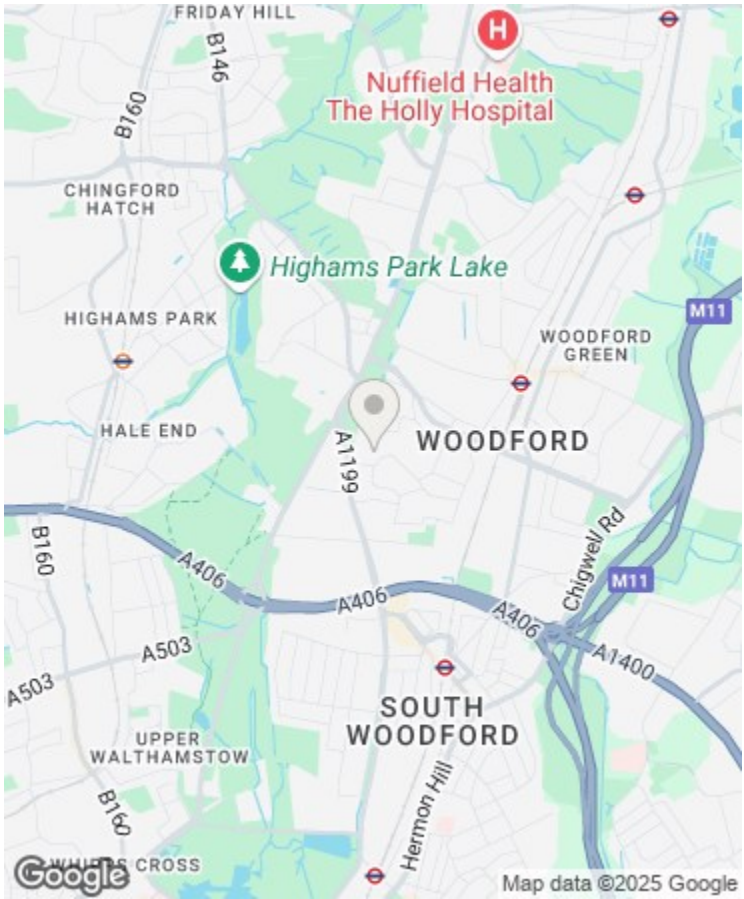 FRIDAY HILL
B146
H
B160
Nuffield Health
The Holly Hospital
CHINGFORD
HATCH
Highams Park Lake
M11
HIGHAMS PARK
WOODFORD
GREEN
HALE END
WOODFORD
A1199
B160
Chigwell Rd
A406
M11
A406
A406
A503
A1400
A503
SOUTH
WOODFORD
UPPER
WALTHAMSTOW
B160
Hermon Hill
WHIPPS CROSS
Google
Map data ©2025 Google